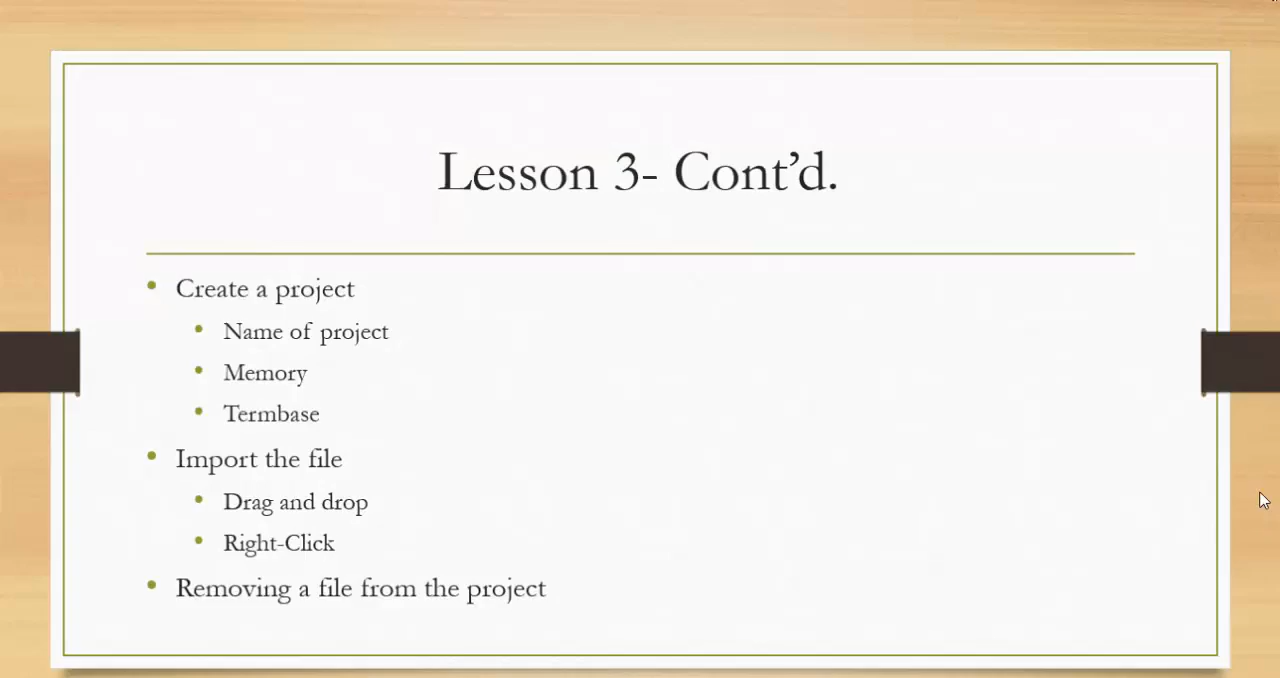 Lesson 3- Cont’d.
• Create a project
• Name of project
• Memory
• Termbase
• Import the file
• Drag and drop
• Right-Click
• Removing a file from the project